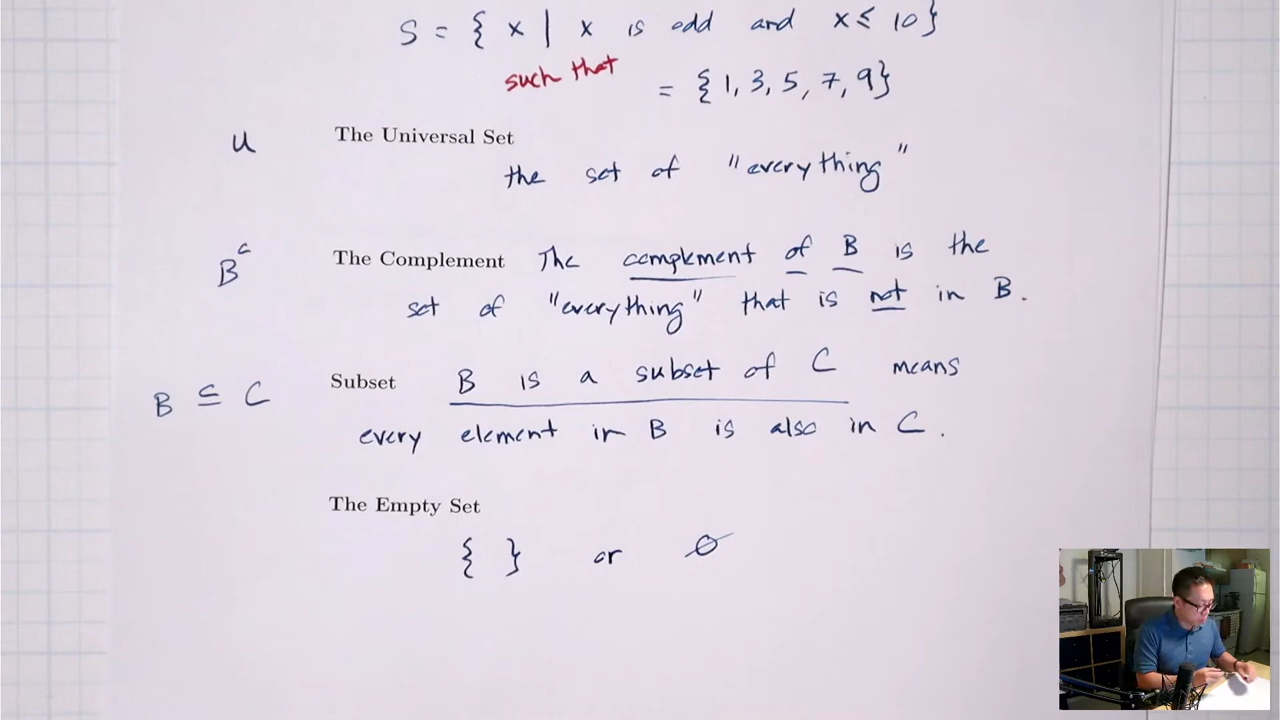 S = { x | x is odd and x ≤ 10 }
such that
= { 1, 3, 5, 7, 9 }
U The Universal Set
the set of "everything"
Bᶜ The Complement The complement of B is the
set of "everything" that is not in B.
B ⊆ C Subset B is a subset of C means
every element in B is also in C.
The Empty Set
{ } or ∅